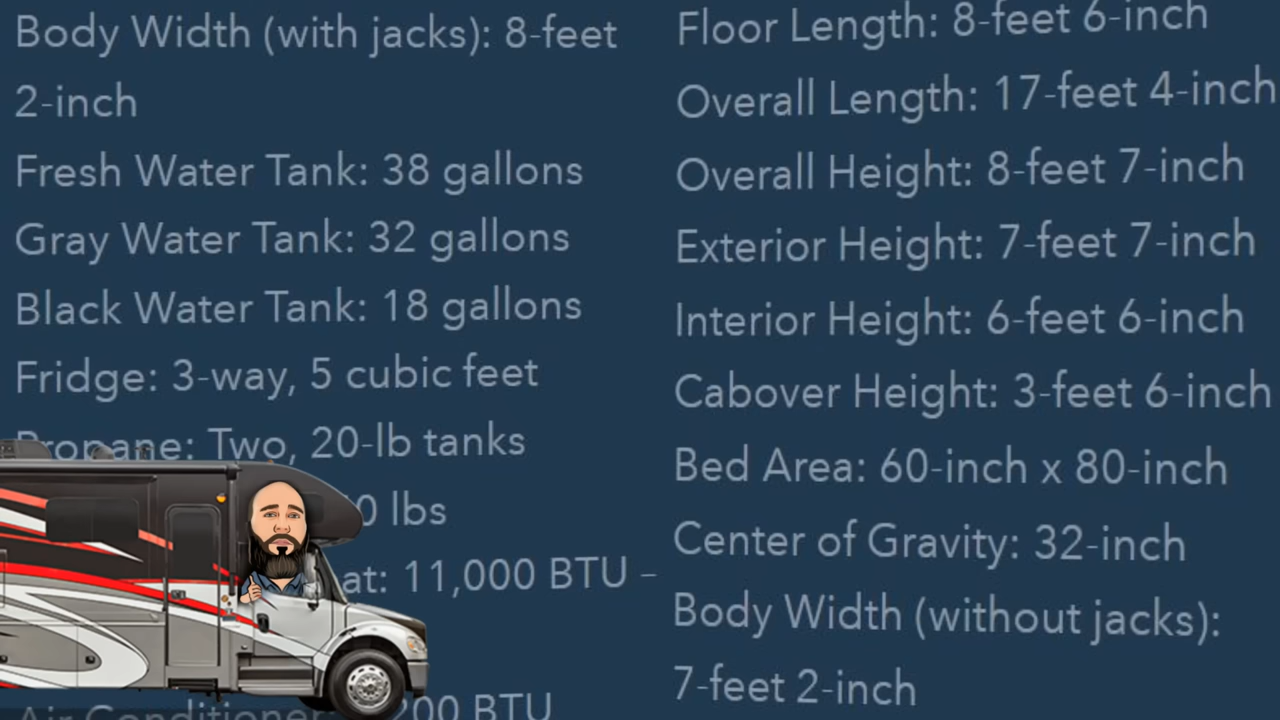 Body Width (with jacks): 8-feet
2-inch
Fresh Water Tank: 38 gallons
Gray Water Tank: 32 gallons
Black Water Tank: 18 gallons
Fridge: 3-way, 5 cubic feet
Propane: Two, 20-lb tanks
lbs
11,000 BTU –
Air Conditioner: BTU
Floor Length: 8-feet 6-inch
Overall Length: 17-feet 4-inch
Overall Height: 8-feet 7-inch
Exterior Height: 7-feet 7-inch
Interior Height: 6-feet 6-inch
Cabover Height: 3-feet 6-inch
Bed Area: 60-inch x 80-inch
Center of Gravity: 32-inch
Body Width (without jacks):
7-feet 2-inch